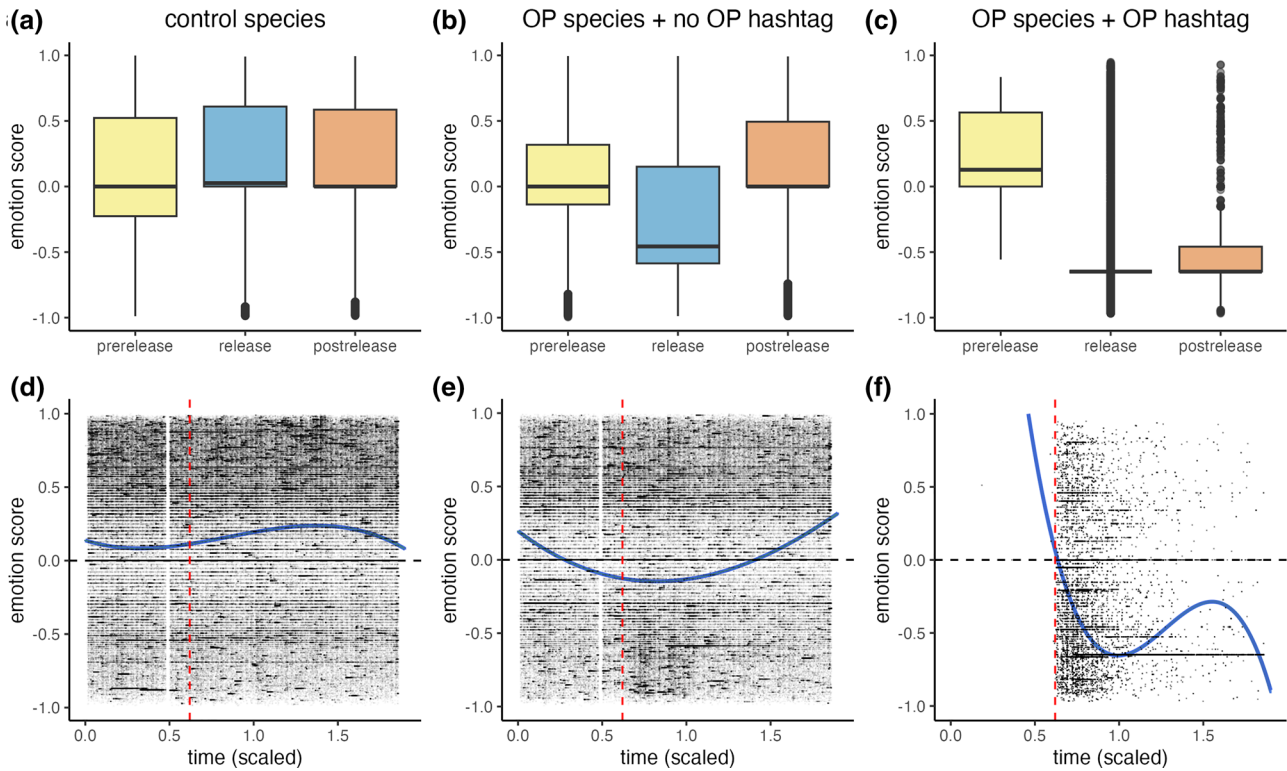 (a) control species
(b) OP species + no OP hashtag
(c) OP species + OP hashtag
emotion score
1.0
0.5
0.0
-0.5
-1.0
prerelease release postrelease
emotion score
1.0
0.5
0.0
-0.5
-1.0
prerelease release postrelease
emotion score
1.0
0.5
0.0
-0.5
-1.0
prerelease release postrelease
(d)
emotion score
1.0
0.5
0.0
-0.5
-1.0
0.0 0.5 1.0 1.5
time (scaled)
(e)
emotion score
1.0
0.5
0.0
-0.5
-1.0
0.0 0.5 1.0 1.5
time (scaled)
(f)
emotion score
1.0
0.5
0.0
-0.5
-1.0
0.0 0.5 1.0 1.5
time (scaled)